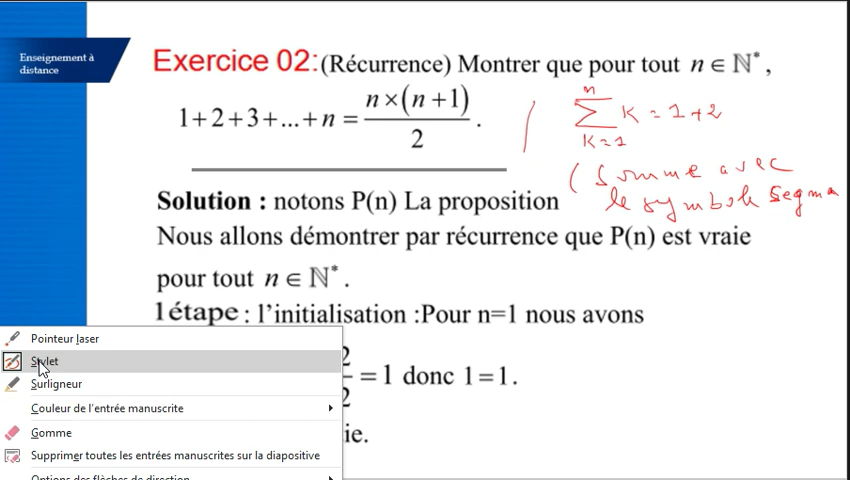 Enseignement à
distance
Exercice 02:(Récurrence) Montrer que pour tout n ∈ ℕ*,
1+2+3+...+n = n×(n+1)/2 .
n
∑ K = 1+2
K=1
( Somme avec
le symbole segma
Solution : notons P(n) La proposition
Nous allons démontrer par récurrence que P(n) est vraie
pour tout n ∈ ℕ*.
1étape : l'initialisation :Pour n=1 nous avons
2/2 = 1 donc 1 = 1.
ie.
Pointeur laser
Stylet
Surligneur
Couleur de l'entrée manuscrite
Gomme
Supprimer toutes les entrées manuscrites sur la diapositive
Options des flèches de direction